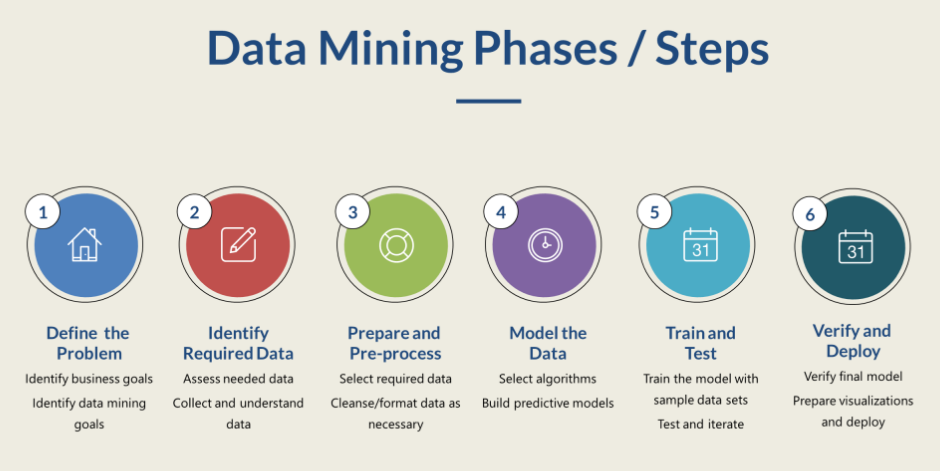 Data Mining Phases / Steps
1
2
3
4
5
6
31
31
Define the
Problem
Identify business goals
Identify data mining
goals
Identify
Required Data
Assess needed data
Collect and understand
data
Prepare and
Pre-process
Select required data
Cleanse/format data as
necessary
Model the
Data
Select algorithms
Build predictive models
Train and
Test
Train the model with
sample data sets
Test and iterate
Verify and
Deploy
Verify final model
Prepare visualizations
and deploy